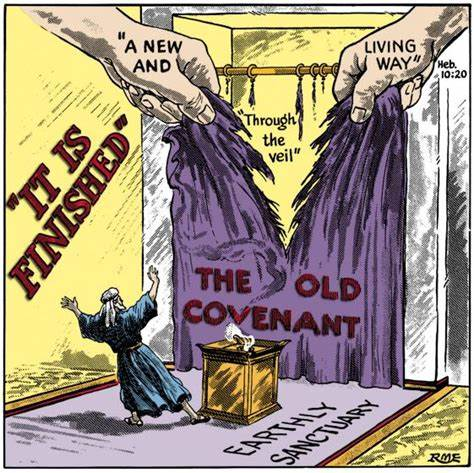 "A NEW
AND
LIVING
WAY"
Heb.
10:20
"Through
the
veil"
"IT IS
FINISHED"
THE OLD
COVENANT
EARTHLY
SANCTUARY
RME